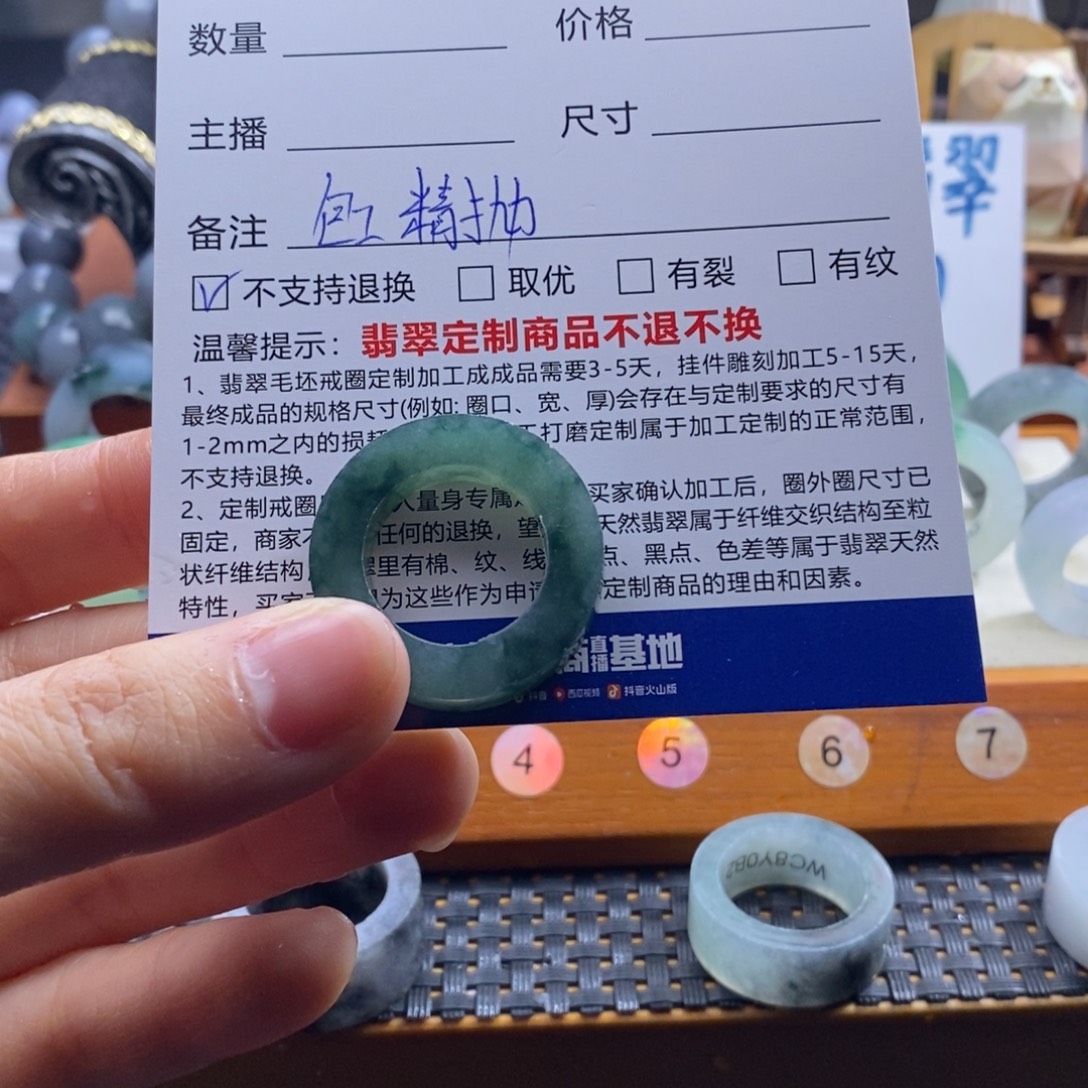 数量 价格
主播 尺寸
备注 包工精抛
不支持退换 取优 有裂 有纹
温馨提示：翡翠定制商品不退不换
1、翡翠毛坯戒圈定制加工成成品需要3-5天，挂件雕刻加工5-15天，
最终成品的规格尺寸(例如: 圈口、宽、厚)会存在与定制要求的尺寸有
1-2mm之内的损 打磨定制属于加工定制的正常范围，
不支持退换。
2、定制戒圈 人量身专属 买家确认加工后，圈外圈尺寸已
固定，商家 任何的退换，望 天然翡翠属于纤维交织结构至粒
状纤维结构 里有棉、纹、线 点、黑点、色差等属于翡翠天然
特性，买家 为这些作为申 定制商品的理由和因素。
直播基地
抖音 西瓜视频 抖音火山版
翠
4 5 6 7
WC8Y0B